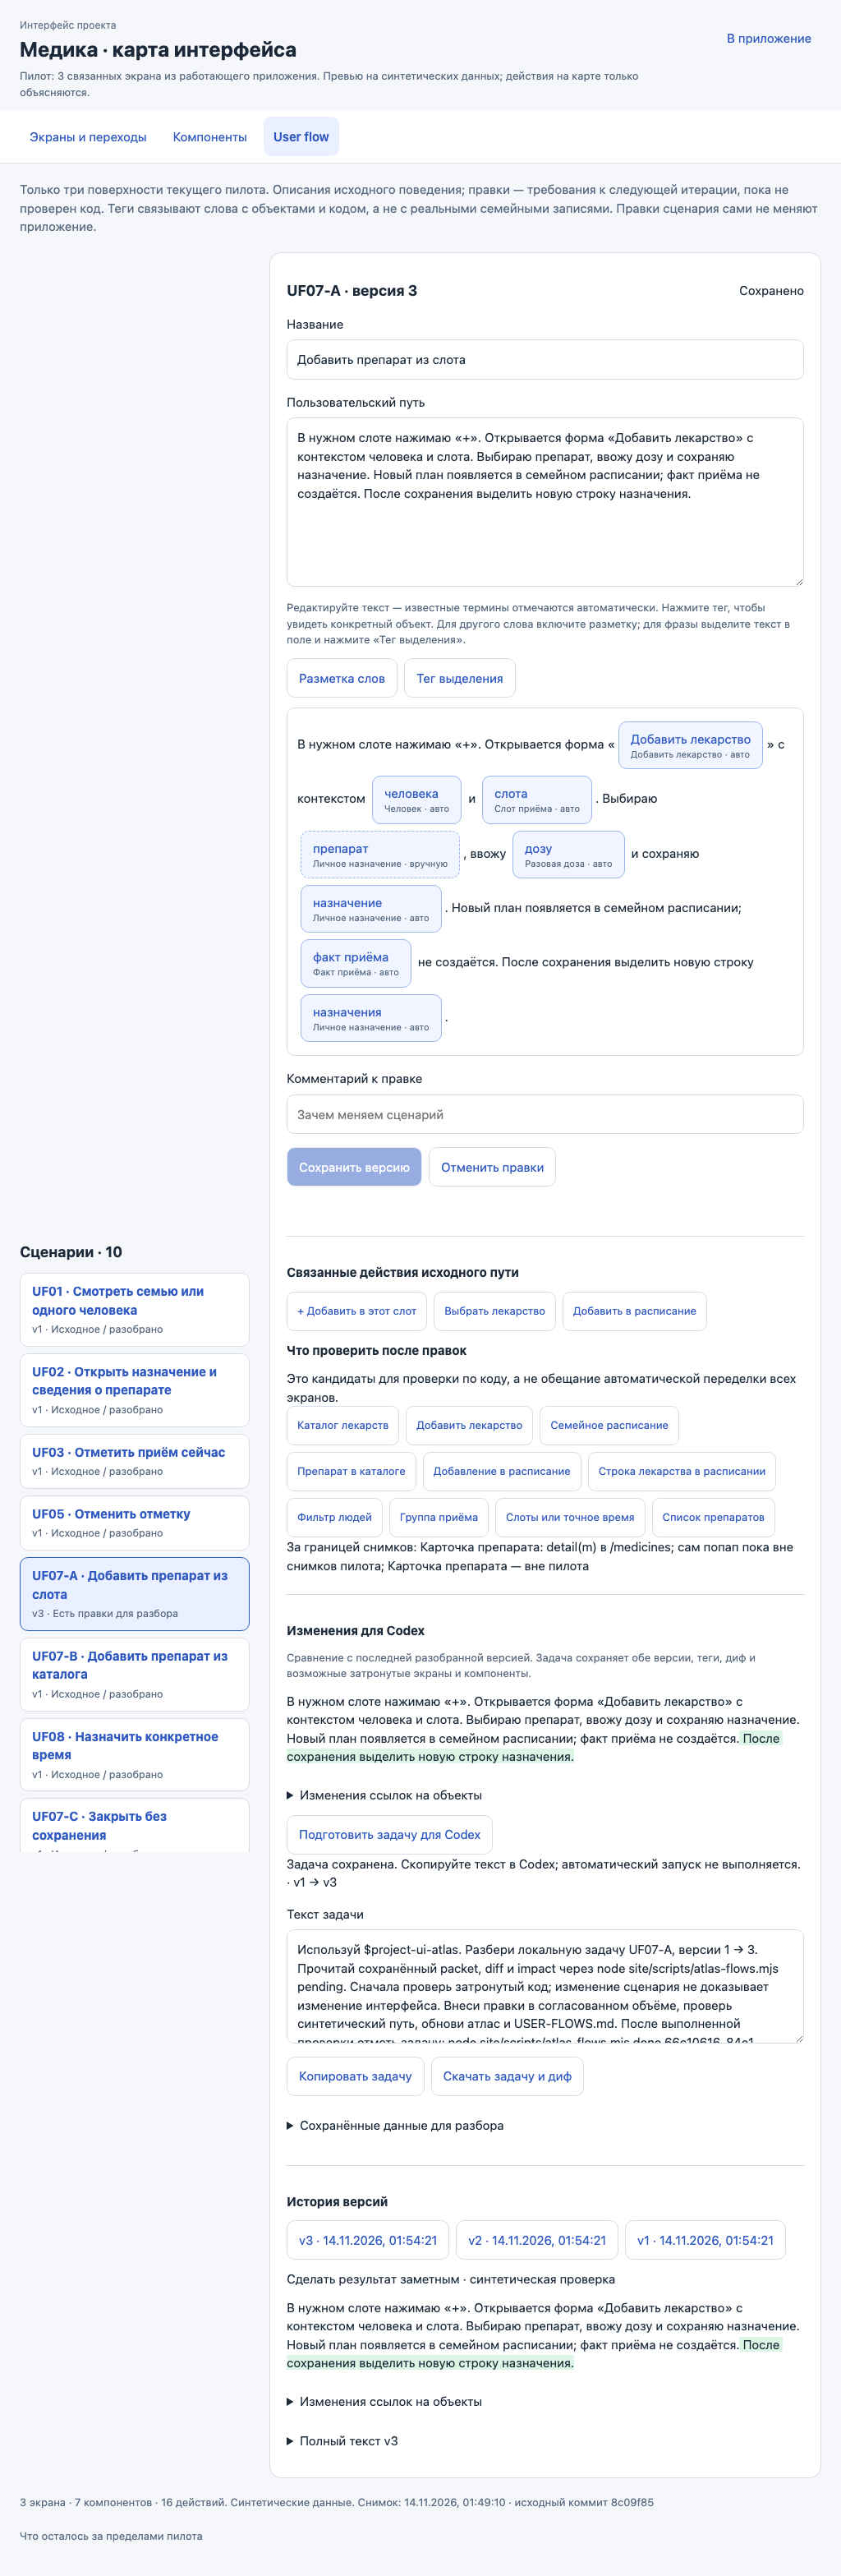 Интерфейс проекта
Медика · карта интерфейса
Пилот: 3 связанных экрана из работающего приложения. Превью на синтетических данных; действия на карте только
объясняются.
В приложение
Экраны и переходы
Компоненты
User flow
Только три поверхности текущего пилота. Описания исходного поведения; правки — требования к следующей итерации, пока не
проверен код. Теги связывают слова с объектами и кодом, а не с реальными семейными записями. Правки сценария сами не меняют
приложение.
Сценарии · 10
UF01 · Смотреть семью или
одного человека
v1 · Исходное / разобрано
UF02 · Открыть назначение и
сведения о препарате
v1 · Исходное / разобрано
UF03 · Отметить приём сейчас
v1 · Исходное / разобрано
UF05 · Отменить отметку
v1 · Исходное / разобрано
UF07-A · Добавить препарат из
слота
v3 · Есть правки для разбора
UF07-B · Добавить препарат из
каталога
v1 · Исходное / разобрано
UF08 · Назначить конкретное
время
v1 · Исходное / разобрано
UF07-C · Закрыть без
сохранения
UF07-A · версия 3
Сохранено
Название
Добавить препарат из слота
Пользовательский путь
В нужном слоте нажимаю «+». Открывается форма «Добавить лекарство» с
контекстом человека и слота. Выбираю препарат, ввожу дозу и сохраняю
назначение. Новый план появляется в семейном расписании; факт приёма не
создаётся. После сохранения выделить новую строку назначения.
Редактируйте текст — известные термины отмечаются автоматически. Нажмите тег, чтобы
увидеть конкретный объект. Для другого слова включите разметку; для фразы выделите текст в
поле и нажмите «Тег выделения».
Разметка слов
Тег выделения
В нужном слоте нажимаю «+». Открывается форма « Добавить лекарство » с
Добавить лекарство · авто
контекстом человека и слота . Выбираю
Человек · авто
Слот приёма · авто
препарат , ввожу дозу и сохраняю
Личное назначение · вручную
Разовая доза · авто
назначение . Новый план появляется в семейном расписании;
Личное назначение · авто
факт приёма не создаётся. После сохранения выделить новую строку
Факт приёма · авто
назначения .
Личное назначение · авто
Комментарий к правке
Зачем меняем сценарий
Сохранить версию
Отменить правки
Связанные действия исходного пути
+ Добавить в этот слот
Выбрать лекарство
Добавить в расписание
Что проверить после правок
Это кандидаты для проверки по коду, а не обещание автоматической переделки всех
экранов.
Каталог лекарств
Добавить лекарство
Семейное расписание
Препарат в каталоге
Добавление в расписание
Строка лекарства в расписании
Фильтр людей
Группа приёма
Слоты или точное время
Список препаратов
За границей снимков: Карточка препарата: detail(m) в /medicines; сам попап пока вне
снимков пилота; Карточка препарата — вне пилота
Изменения для Codex
Сравнение с последней разобранной версией. Задача сохраняет обе версии, теги, диф и
возможные затронутые экраны и компоненты.
В нужном слоте нажимаю «+». Открывается форма «Добавить лекарство» с
контекстом человека и слота. Выбираю препарат, ввожу дозу и сохраняю назначение.
Новый план появляется в семейном расписании; факт приёма не создаётся. После
сохранения выделить новую строку назначения.
▶ Изменения ссылок на объекты
Подготовить задачу для Codex
Задача сохранена. Скопируйте текст в Codex; автоматический запуск не выполняется.
· v1 → v3
Текст задачи
Используй $project-ui-atlas. Разбери локальную задачу UF07-A, версии 1 → 3.
Прочитай сохранённый packet, diff и impact через node site/scripts/atlas-flows.mjs
pending. Сначала проверь затронутый код; изменение сценария не доказывает
изменение интерфейса. Внеси правки в согласованном объёме, проверь
синтетический путь, обнови атлас и USER-FLOWS.md. После выполненной
проверки отметь задачу: node site/scripts/atlas-flows.mjs done
Копировать задачу
Скачать задачу и диф
▶ Сохранённые данные для разбора
История версий
v3 · 14.11.2026, 01:54:21
v2 · 14.11.2026, 01:54:21
v1 · 14.11.2026, 01:54:21
Сделать результат заметным · синтетическая проверка
В нужном слоте нажимаю «+». Открывается форма «Добавить лекарство» с
контекстом человека и слота. Выбираю препарат, ввожу дозу и сохраняю назначение.
Новый план появляется в семейном расписании; факт приёма не создаётся. После
сохранения выделить новую строку назначения.
▶ Изменения ссылок на объекты
▶ Полный текст v3
3 экрана · 7 компонентов · 16 действий. Синтетические данные. Снимок: 14.11.2026, 01:49:10 · исходный коммит 8c09f85
Что осталось за пределами пилота